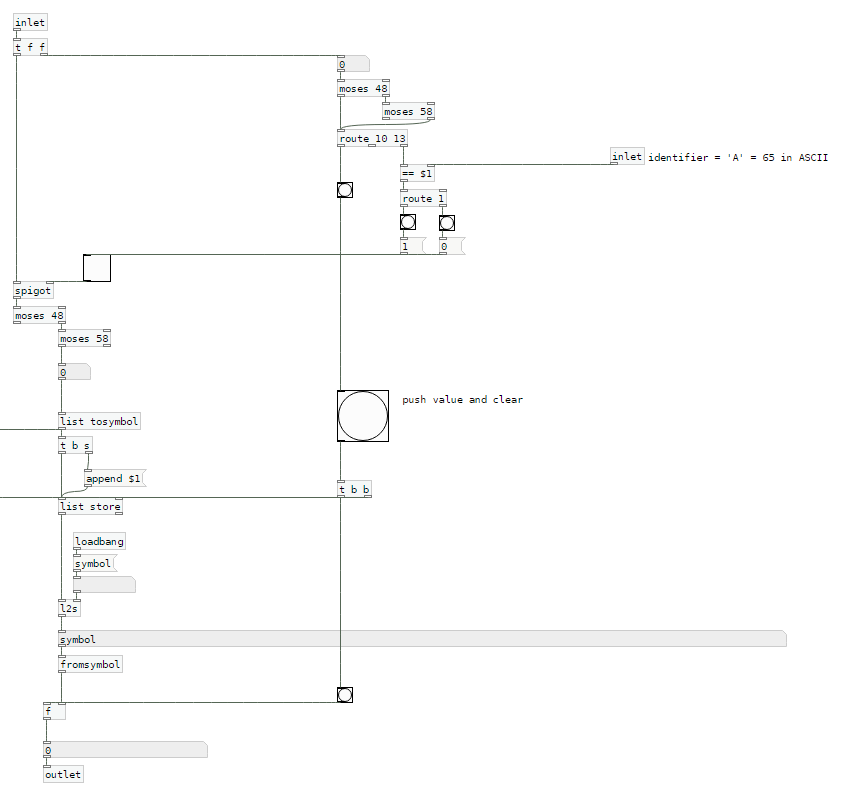 inlet
t f f
0
moses 48
moses 58
route 10 13
inlet identifier = 'A' = 65 in ASCII
== $1
route 1
1
0
spigot
moses 48
moses 58
0
push value and clear
list tosymbol
t b s
append $1
t b b
list store
loadbang
symbol
l2s
symbol
fromsymbol
f
0
outlet